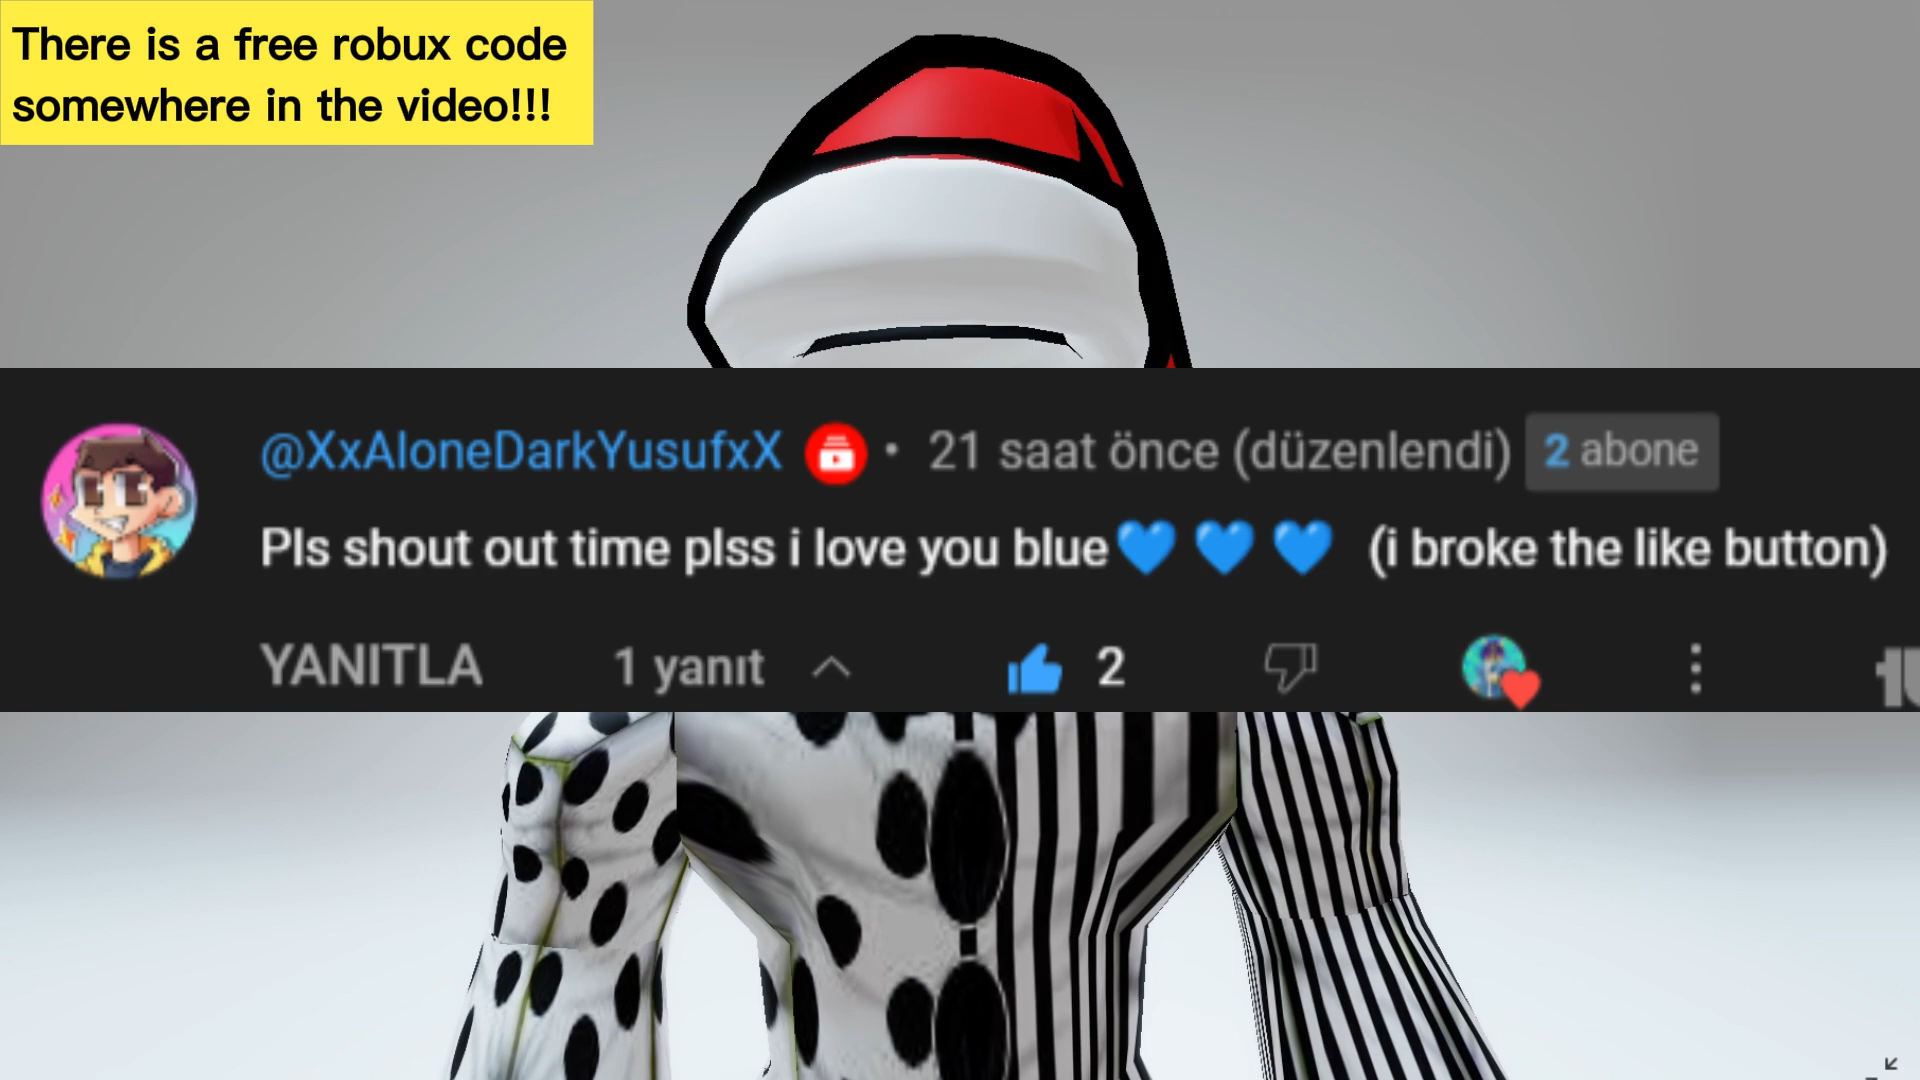 There is a free robux code
somewhere in the video!!!
@XxAloneDarkYusufxX • 21 saat önce (düzenlendi) 2 abone
Pls shout out time plss i love you blue💙 💙 💙 (i broke the like button)
YANITLA 1 yanıt 2